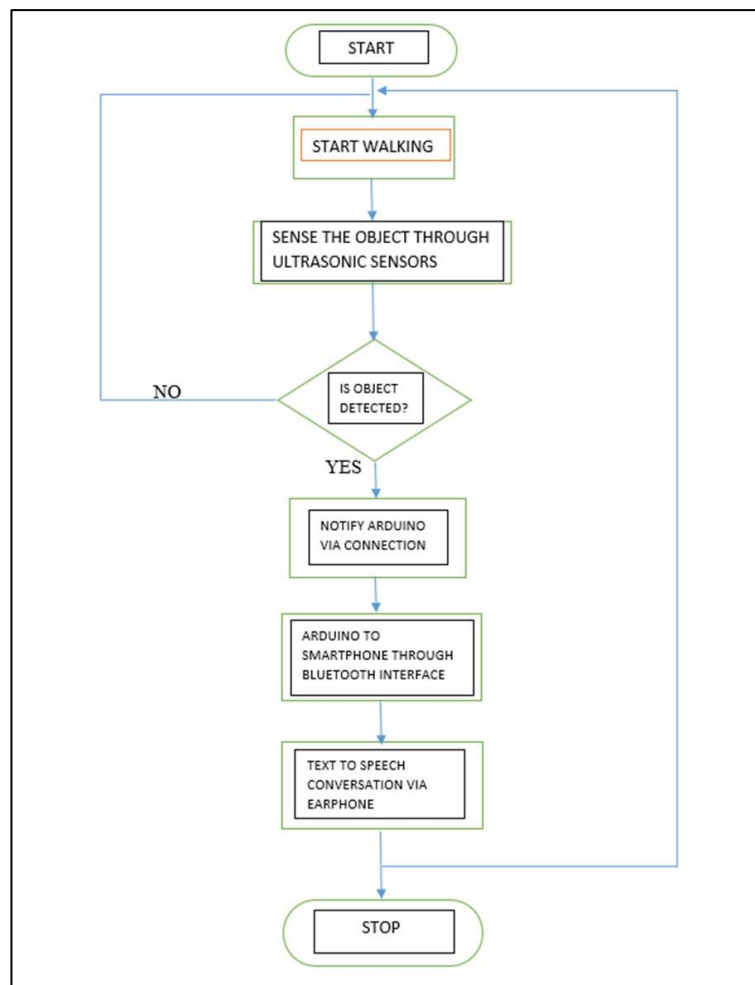 START
START WALKING
SENSE THE OBJECT THROUGH
ULTRASONIC SENSORS
IS OBJECT
DETECTED?
NO
YES
NOTIFY ARDUINO
VIA CONNECTION
ARDUINO TO
SMARTPHONE THROUGH
BLUETOOTH INTERFACE
TEXT TO SPEECH
CONVERSATION VIA
EARPHONE
STOP